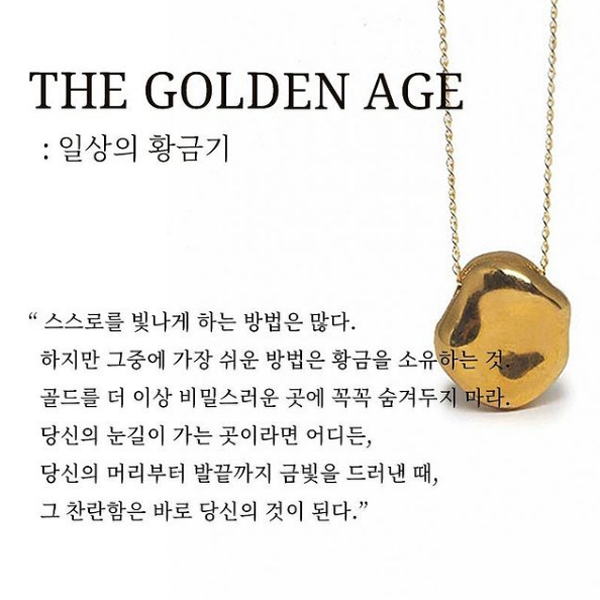 THE GOLDEN AGE
: 일상의 황금기
“ 스스로를 빛나게 하는 방법은 많다.
하지만 그중에 가장 쉬운 방법은 황금을 소유하는 것.
골드를 더 이상 비밀스러운 곳에 꼭꼭 숨겨두지 마라.
당신의 눈길이 가는 곳이라면 어디든,
당신의 머리부터 발끝까지 금빛을 드러낸 때,
그 찬란함은 바로 당신의 것이 된다.”